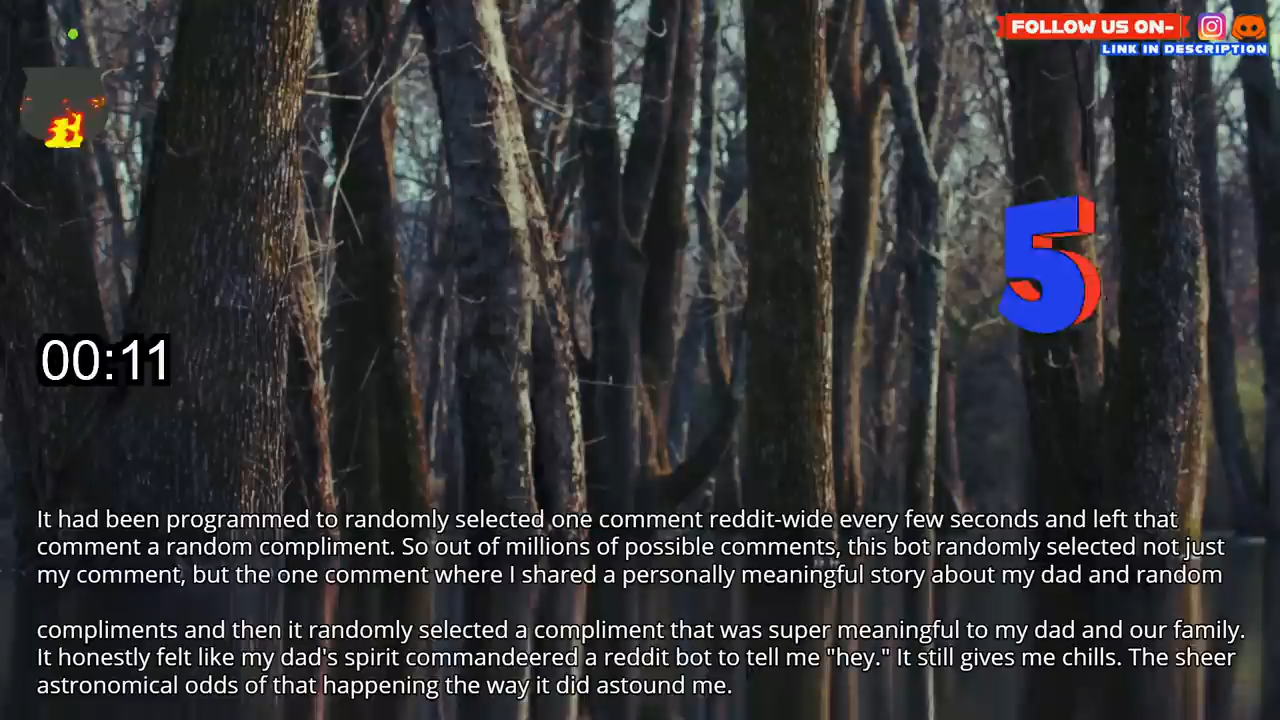 FOLLOW US ON-
LINK IN DESCRIPTION
5
00:11
It had been programmed to randomly selected one comment reddit-wide every few seconds and left that
comment a random compliment. So out of millions of possible comments, this bot randomly selected not just
my comment, but the one comment where I shared a personally meaningful story about my dad and random
compliments and then it randomly selected a compliment that was super meaningful to my dad and our family.
It honestly felt like my dad's spirit commandeered a reddit bot to tell me "hey." It still gives me chills. The sheer
astronomical odds of that happening the way it did astound me.